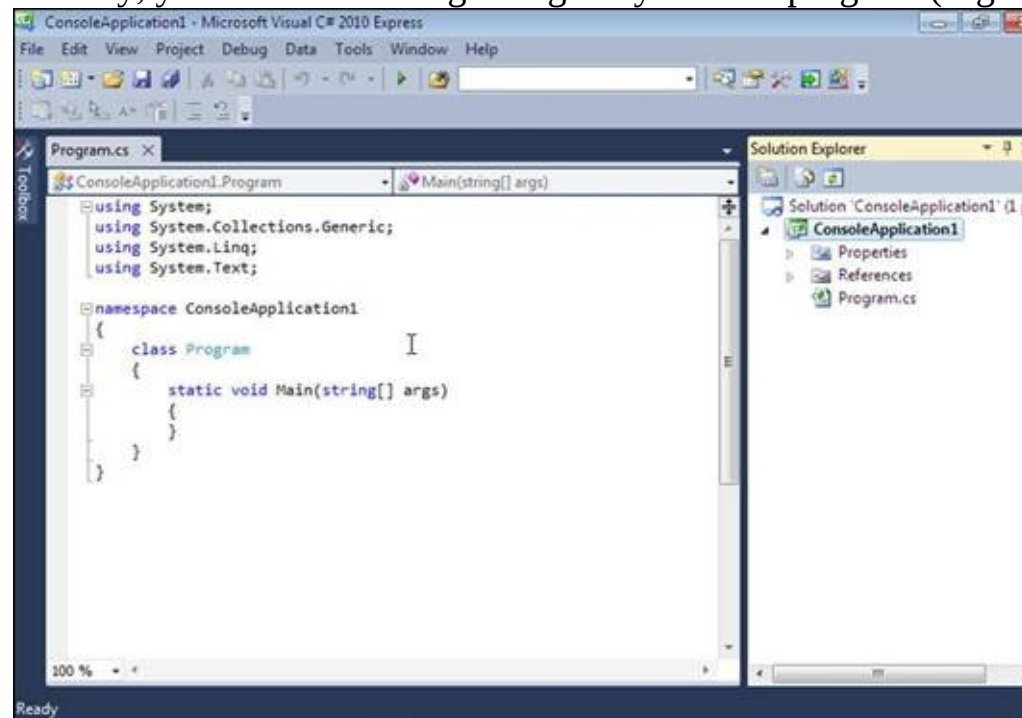 ConsoleApplication1 - Microsoft Visual C# 2010 Express
File Edit View Project Debug Data Tools Window Help
Toolbox
Program.cs
ConsoleApplication1.Program
Main(string[] args)
using System;
using System.Collections.Generic;
using System.Linq;
using System.Text;
namespace ConsoleApplication1
{
class Program
{
static void Main(string[] args)
{
}
}
}
100 %
Solution Explorer
Solution 'ConsoleApplication1' (1
ConsoleApplication1
Properties
References
Program.cs
Ready